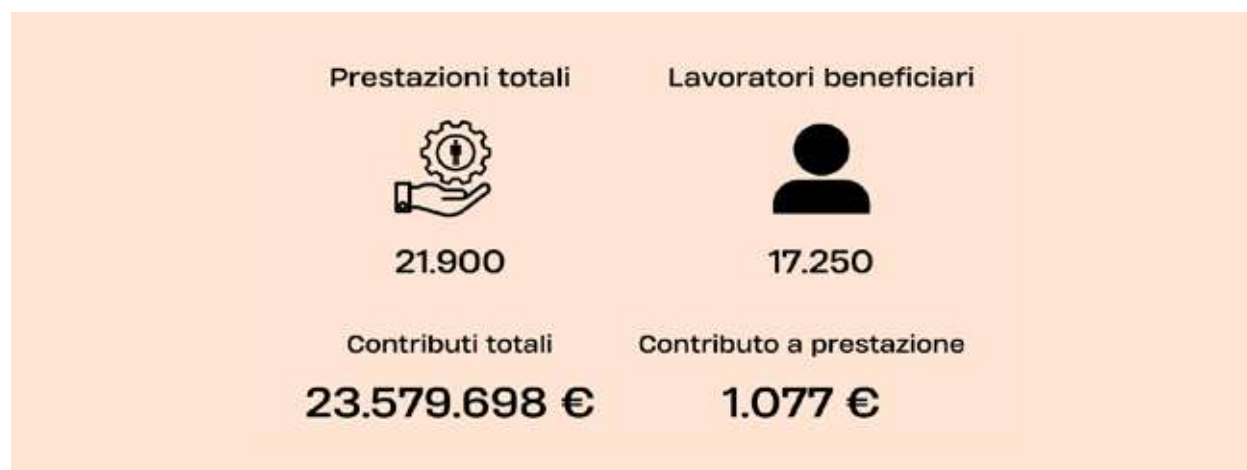 Prestazioni totali
Lavoratori beneficiari
21.900
17.250
Contributi totali
Contributo a prestazione
23.579.698 €
1.077 €